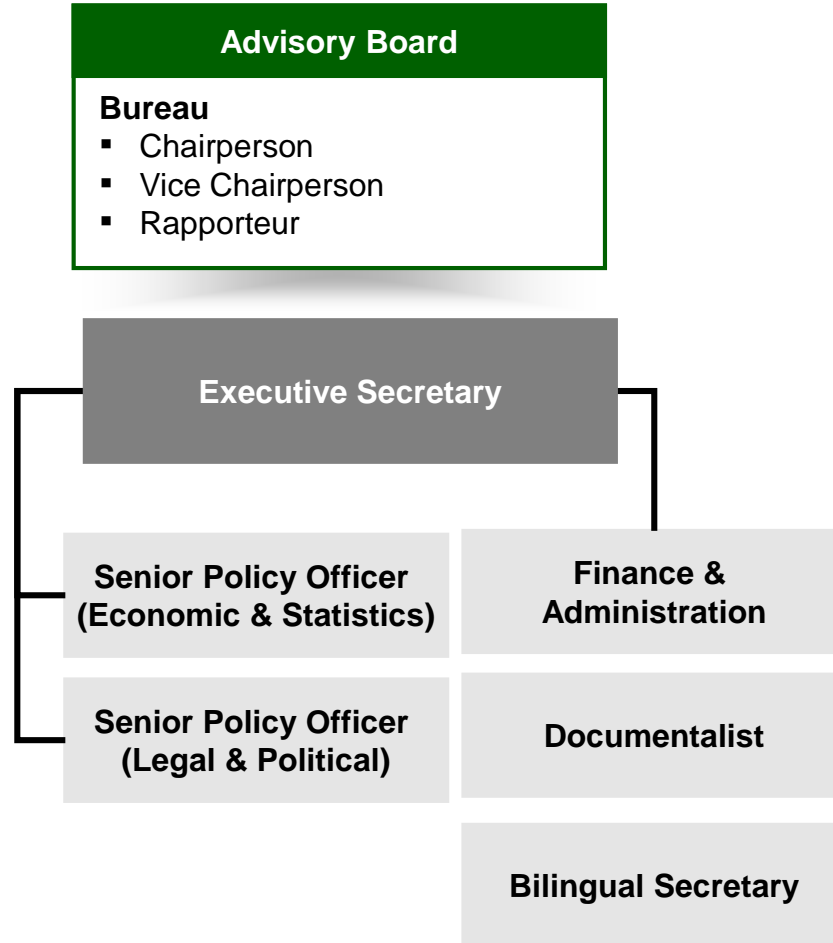 Advisory Board
Bureau
▪ Chairperson
▪ Vice Chairperson
▪ Rapporteur
Executive Secretary
Senior Policy Officer
(Economic & Statistics)
Finance &
Administration
Senior Policy Officer
(Legal & Political)
Documentalist
Bilingual Secretary